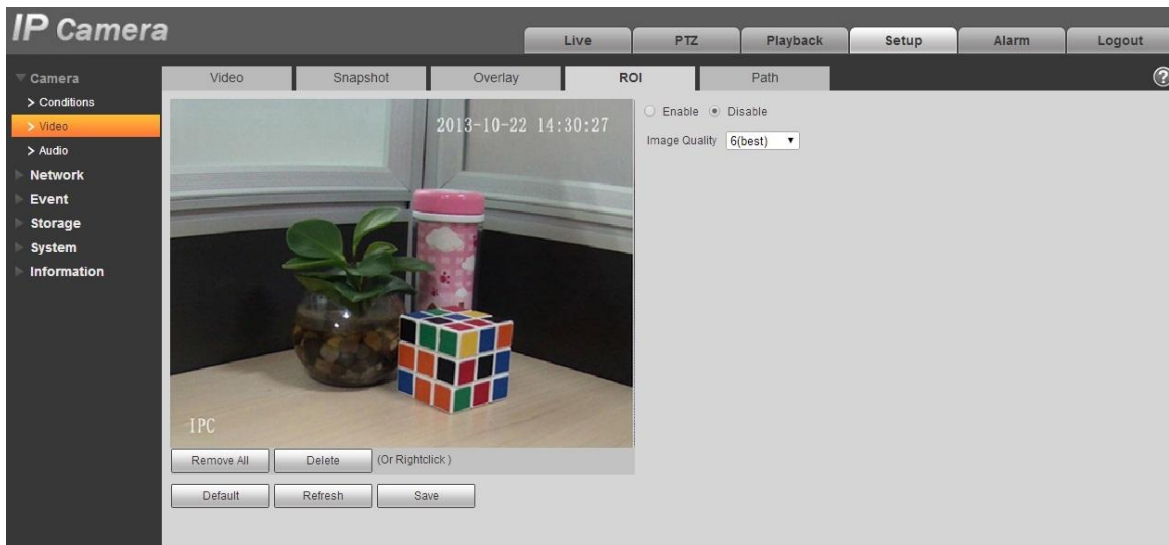 IP Camera
Live
PTZ
Playback
Setup
Alarm
Logout
Camera
> Conditions
> Video
> Audio
Network
Event
Storage
System
Information
Video
Snapshot
Overlay
ROI
Path
?
2013-10-22 14:30:27
IPC
Enable Disable
Image Quality 6(best)
Remove All Delete (Or Rightclick )
Default Refresh Save